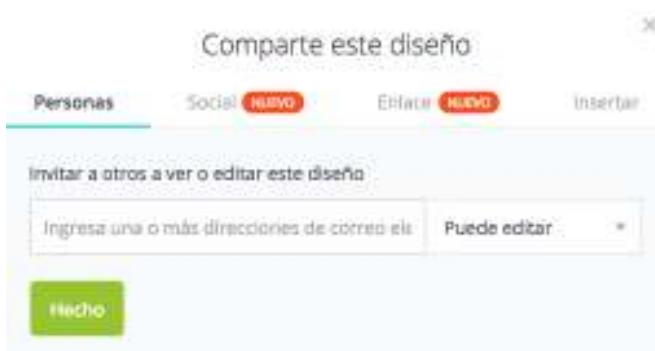 Comparte este diseño
Personas Social NUEVO Enlace NUEVO Insertar
Invitar a otros a ver o editar este diseño
Ingresa una o más direcciones de correo ele Puede editar
Hecho